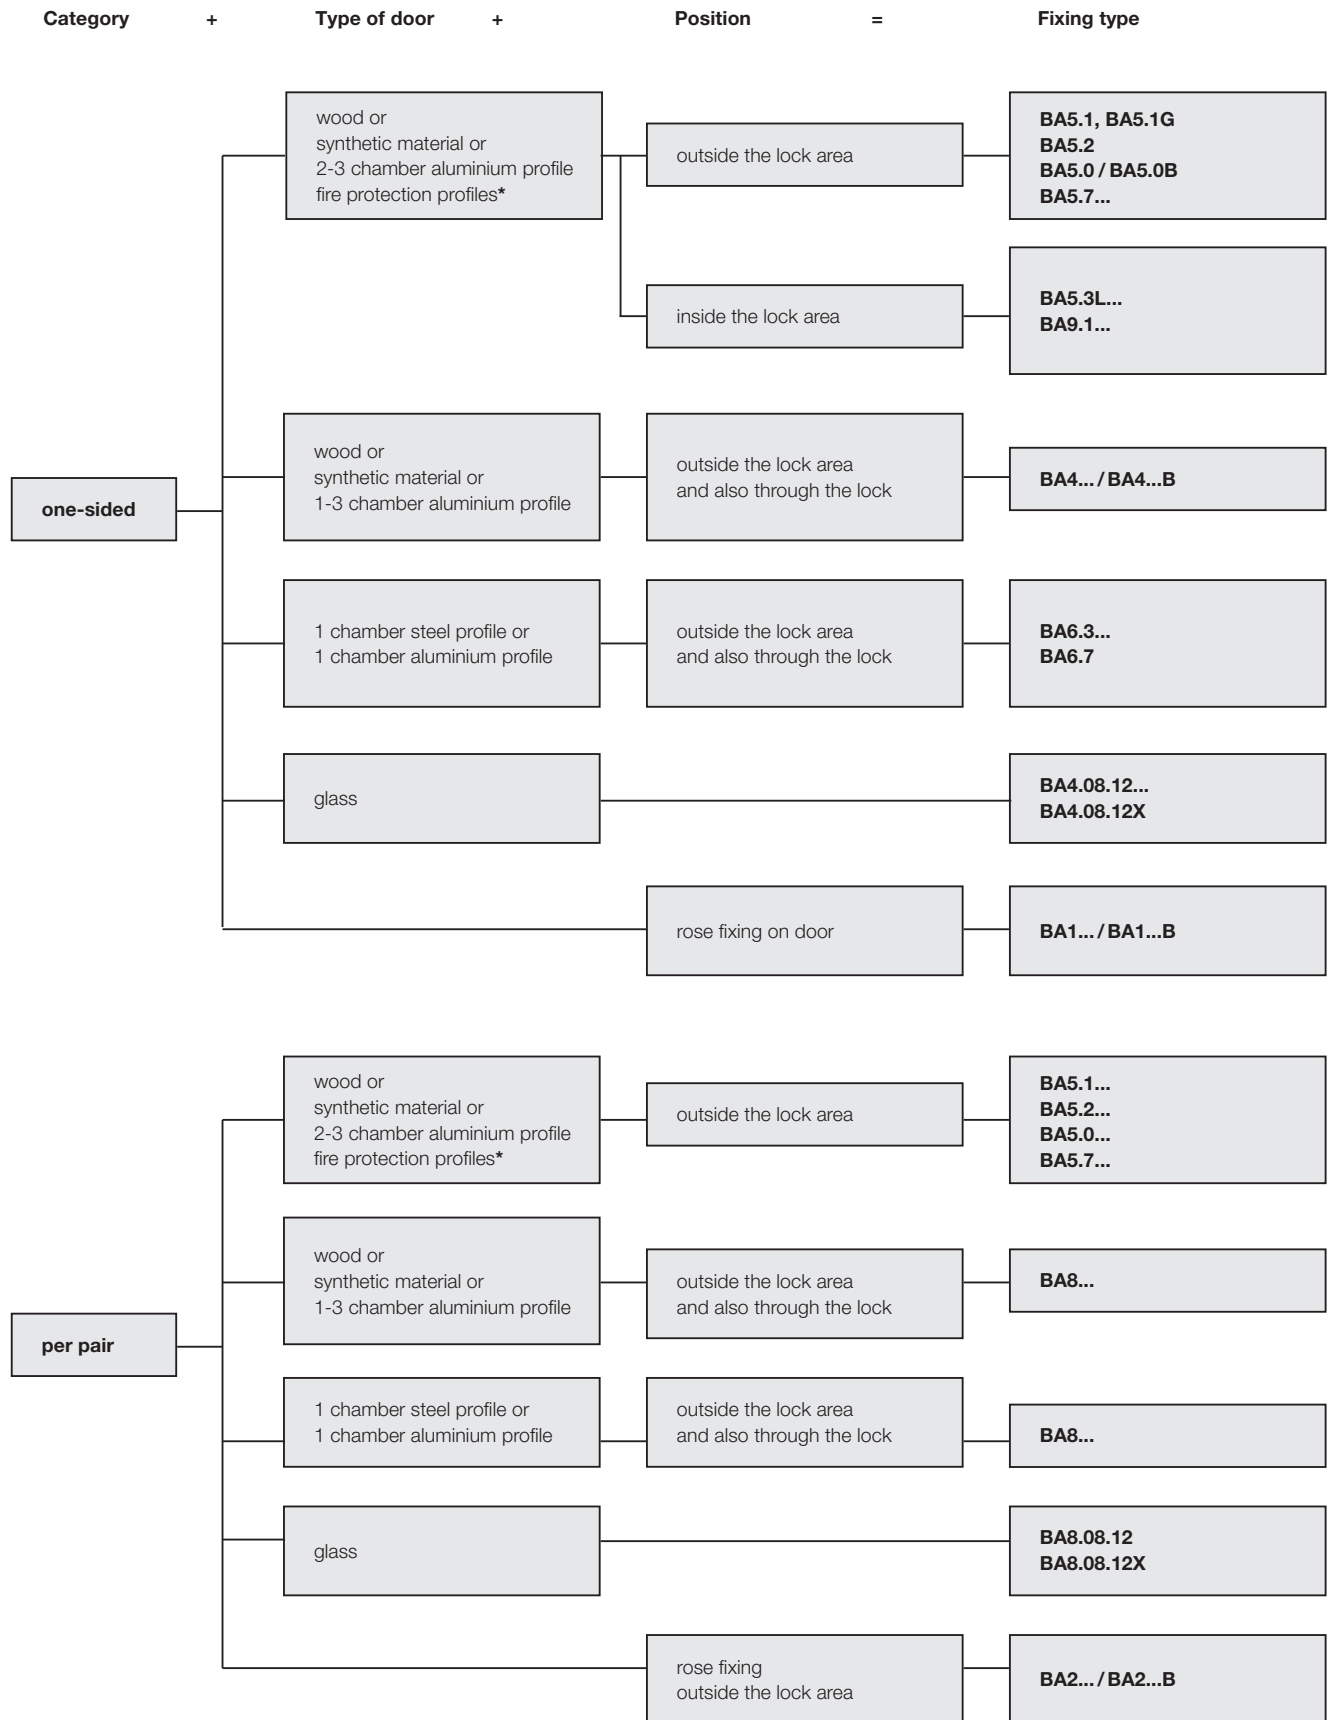 Category + Type of door + Position = Fixing type
wood or
synthetic material or
2-3 chamber aluminium profile
fire protection profiles*
outside the lock area
BA5.1, BA5.1G
BA5.2
BA5.0 / BA5.0B
BA5.7...
inside the lock area
BA5.3L...
BA9.1...
one-sided
wood or
synthetic material or
1-3 chamber aluminium profile
outside the lock area
and also through the lock
BA4... / BA4...B
1 chamber steel profile or
1 chamber aluminium profile
outside the lock area
and also through the lock
BA6.3...
BA6.7
glass
BA4.08.12...
BA4.08.12X
rose fixing on door
BA1... / BA1...B
wood or
synthetic material or
2-3 chamber aluminium profile
fire protection profiles*
outside the lock area
BA5.1...
BA5.2...
BA5.0...
BA5.7...
per pair
wood or
synthetic material or
1-3 chamber aluminium profile
outside the lock area
and also through the lock
BA8...
1 chamber steel profile or
1 chamber aluminium profile
outside the lock area
and also through the lock
BA8...
glass
BA8.08.12
BA8.08.12X
rose fixing
outside the lock area
BA2... / BA2...B